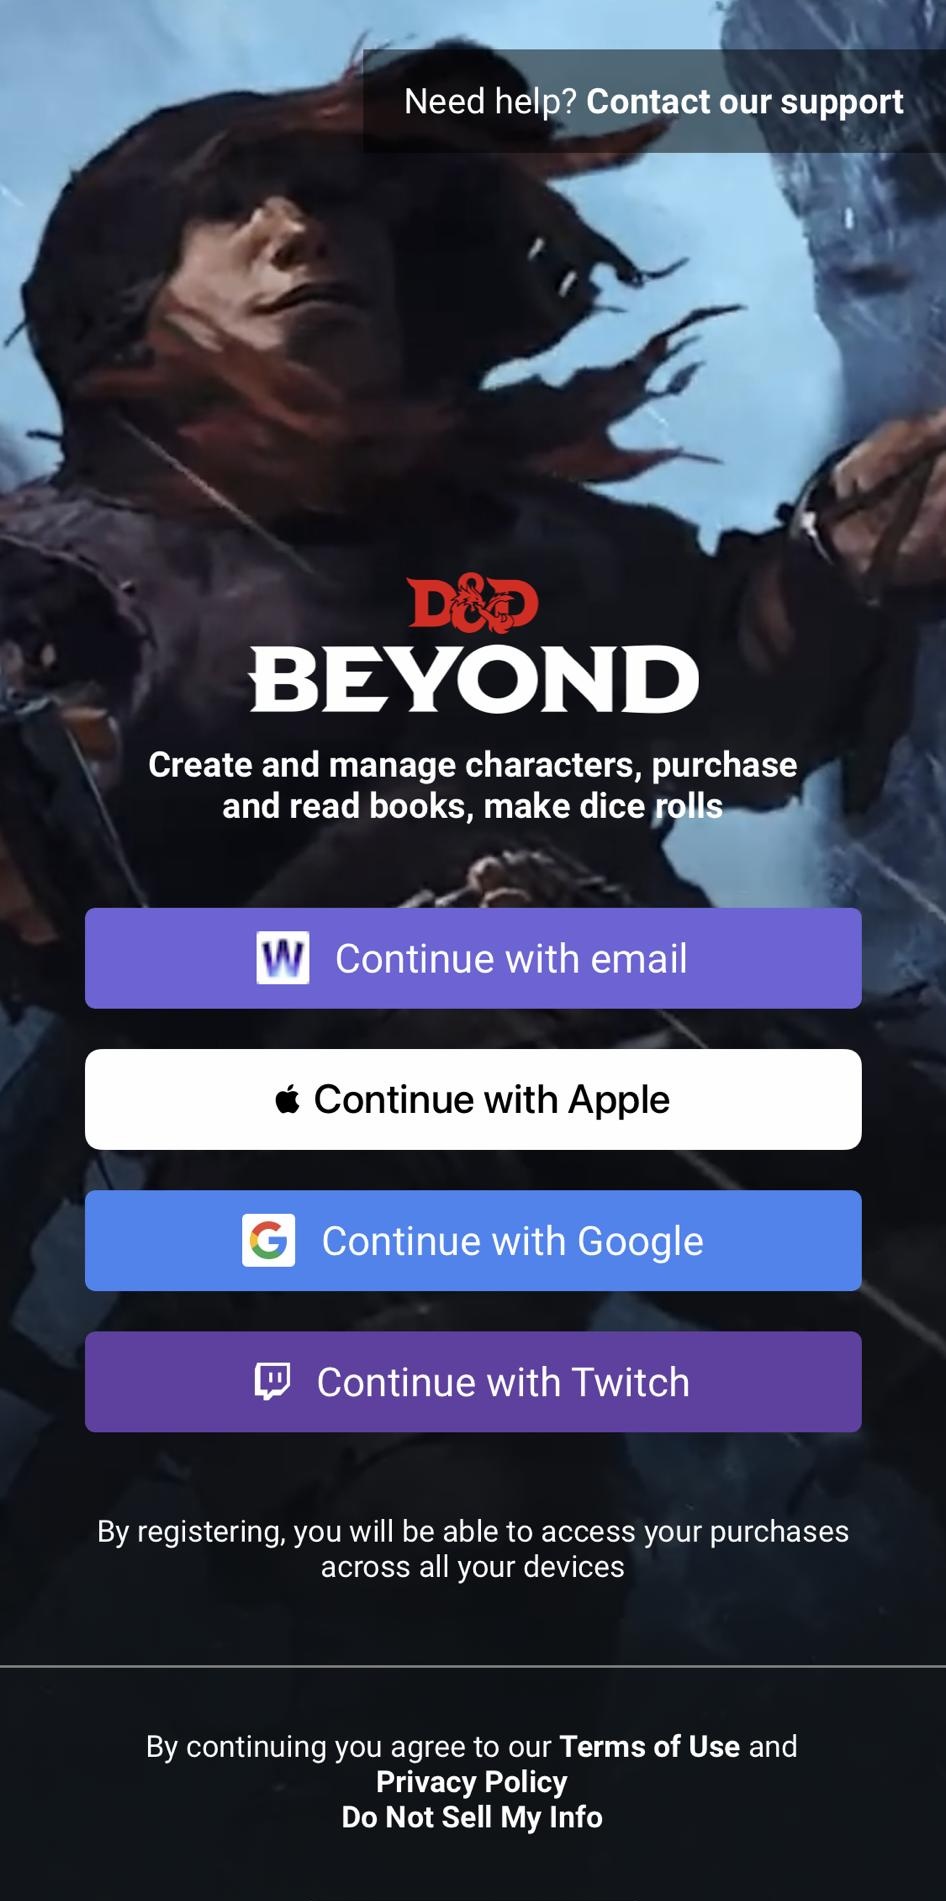 Need help? Contact our support
D&D
BEYOND
Create and manage characters, purchase
and read books, make dice rolls
W Continue with email
Continue with Apple
G Continue with Google
Continue with Twitch
By registering, you will be able to access your purchases
across all your devices
By continuing you agree to our Terms of Use and
Privacy Policy
Do Not Sell My Info